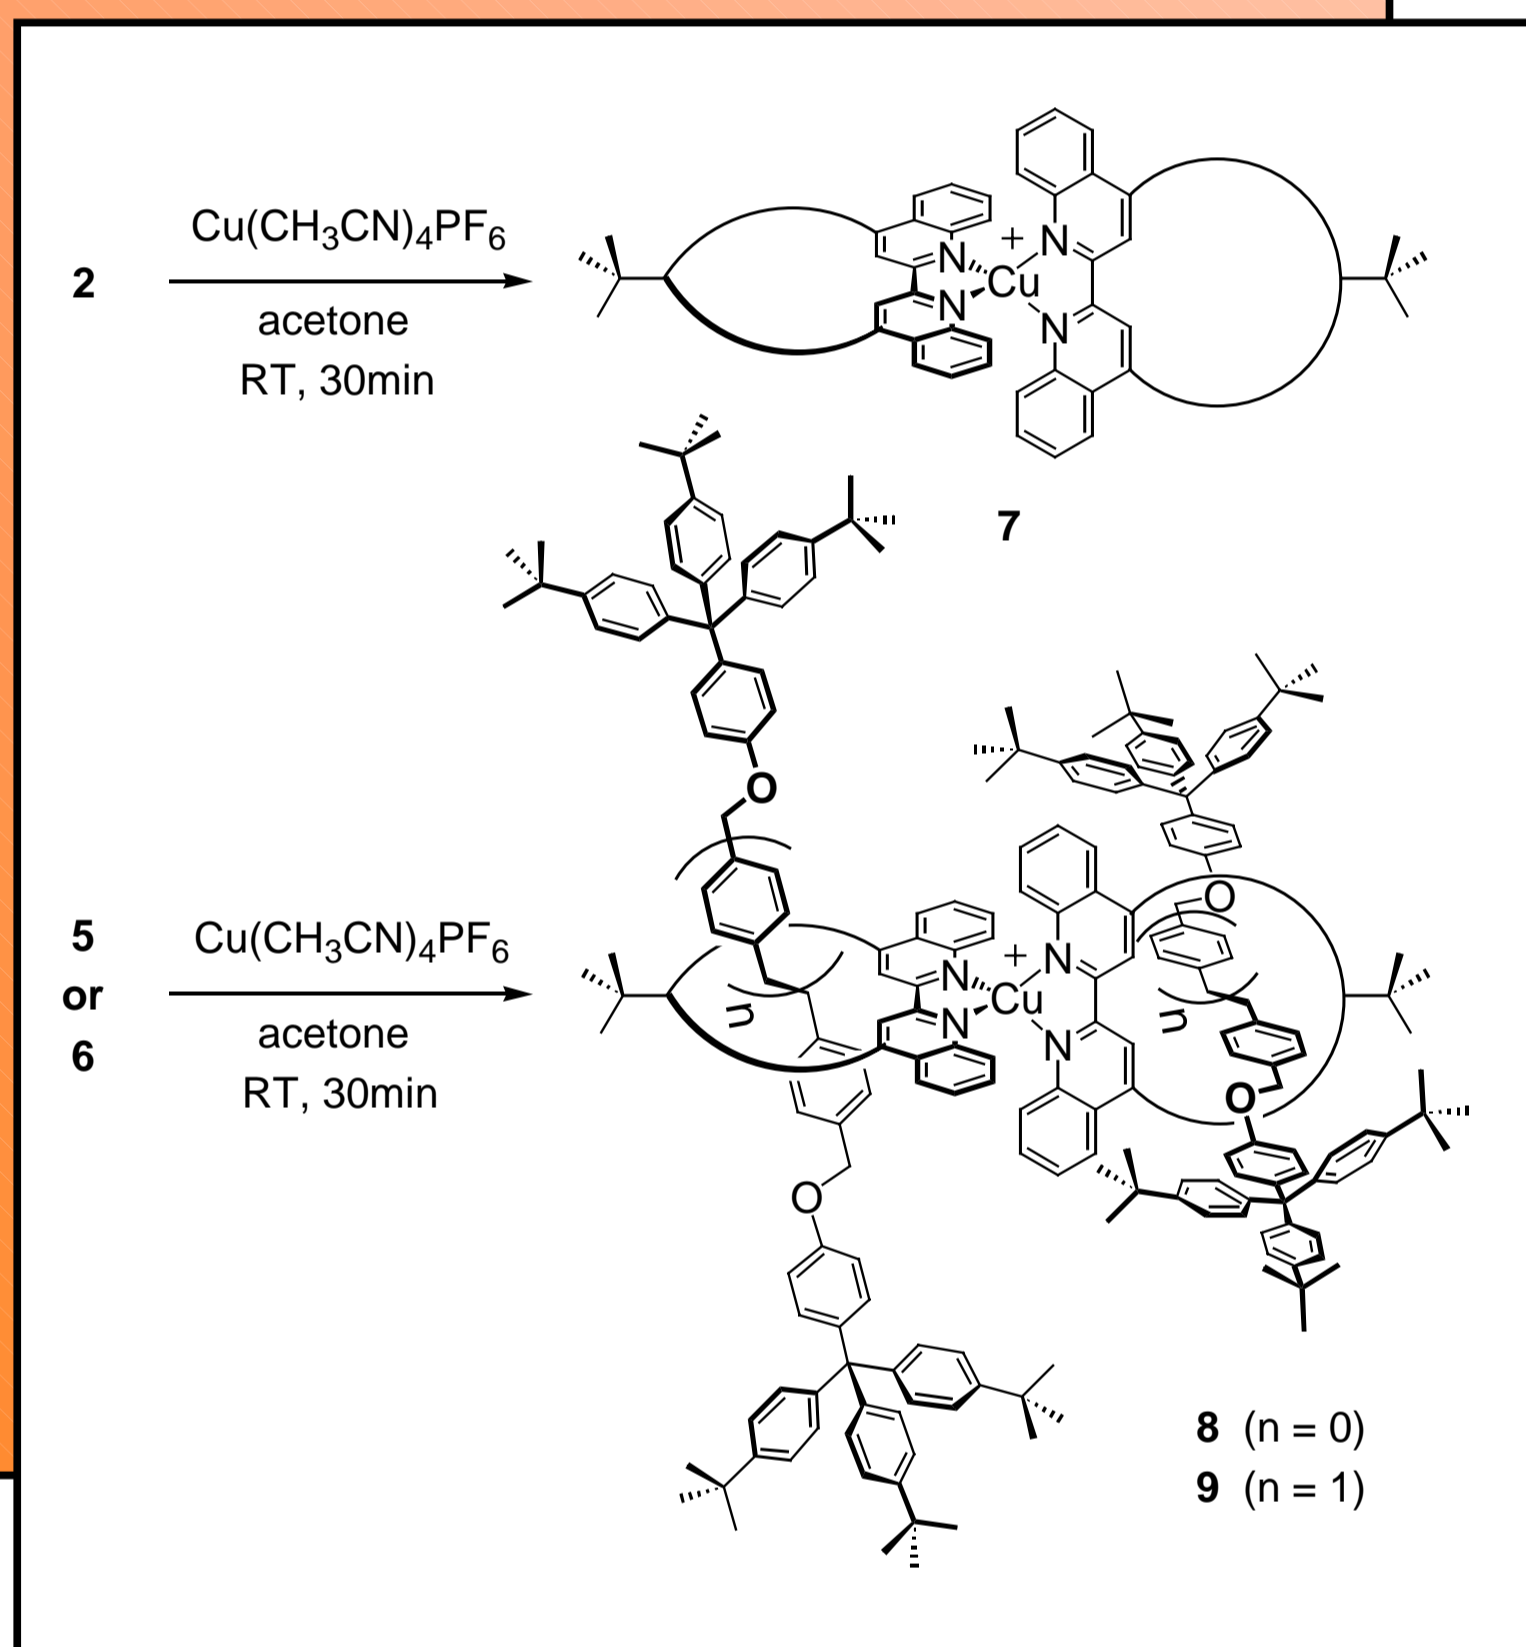 2
Cu(CH₃CN)₄PF₆
acetone
RT, 30min
N
N
Cu
+
N
N
7
5
or
6
Cu(CH₃CN)₄PF₆
acetone
RT, 30min
O
n
N
N
Cu
+
N
N
O
n
O
O
8 (n = 0)
9 (n = 1)